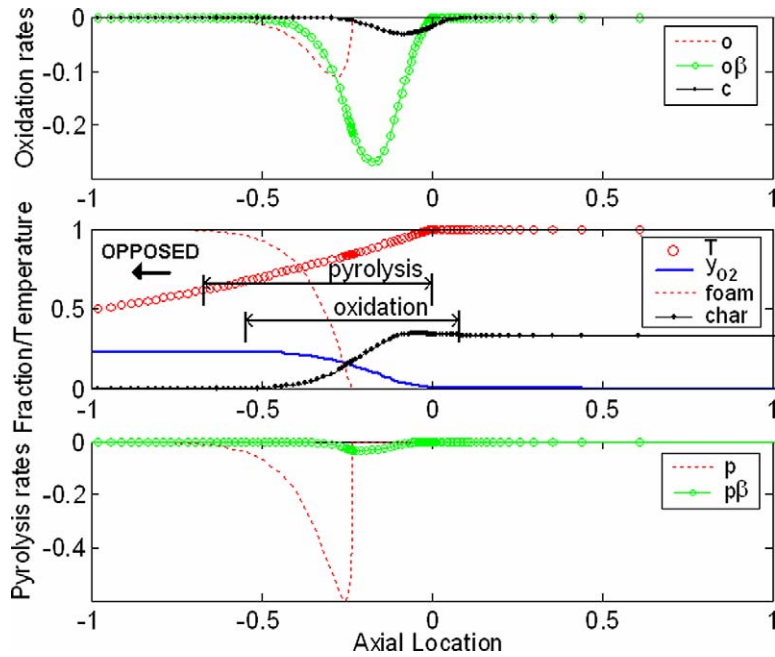 Oxidation rates
0
-0.1
-0.2
o
oβ
c
-1
-0.5
0
0.5
1
Fraction/Temperature
1
0.5
0
OPPOSED
pyrolysis
oxidation
T
yO2
foam
char
-1
-0.5
0
0.5
1
Pyrolysis rates
0
-0.2
-0.4
p
pβ
-1
-0.5
0
0.5
1
Axial Location